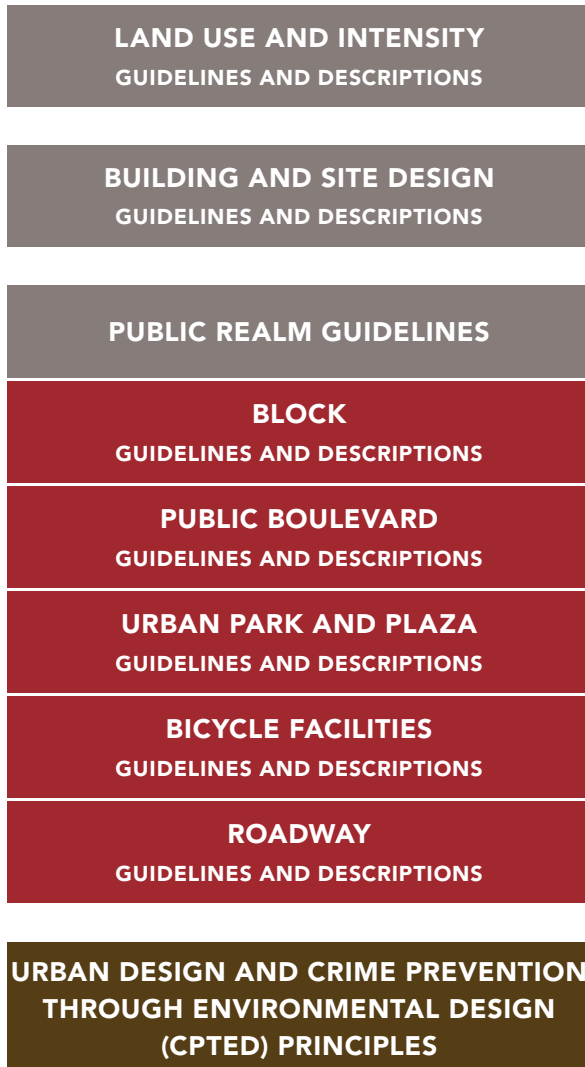 LAND USE AND INTENSITY
GUIDELINES AND DESCRIPTIONS
BUILDING AND SITE DESIGN
GUIDELINES AND DESCRIPTIONS
PUBLIC REALM GUIDELINES
BLOCK
GUIDELINES AND DESCRIPTIONS
PUBLIC BOULEVARD
GUIDELINES AND DESCRIPTIONS
URBAN PARK AND PLAZA
GUIDELINES AND DESCRIPTIONS
BICYCLE FACILITIES
GUIDELINES AND DESCRIPTIONS
ROADWAY
GUIDELINES AND DESCRIPTIONS
URBAN DESIGN AND CRIME PREVENTION
THROUGH ENVIRONMENTAL DESIGN
(CPTED) PRINCIPLES